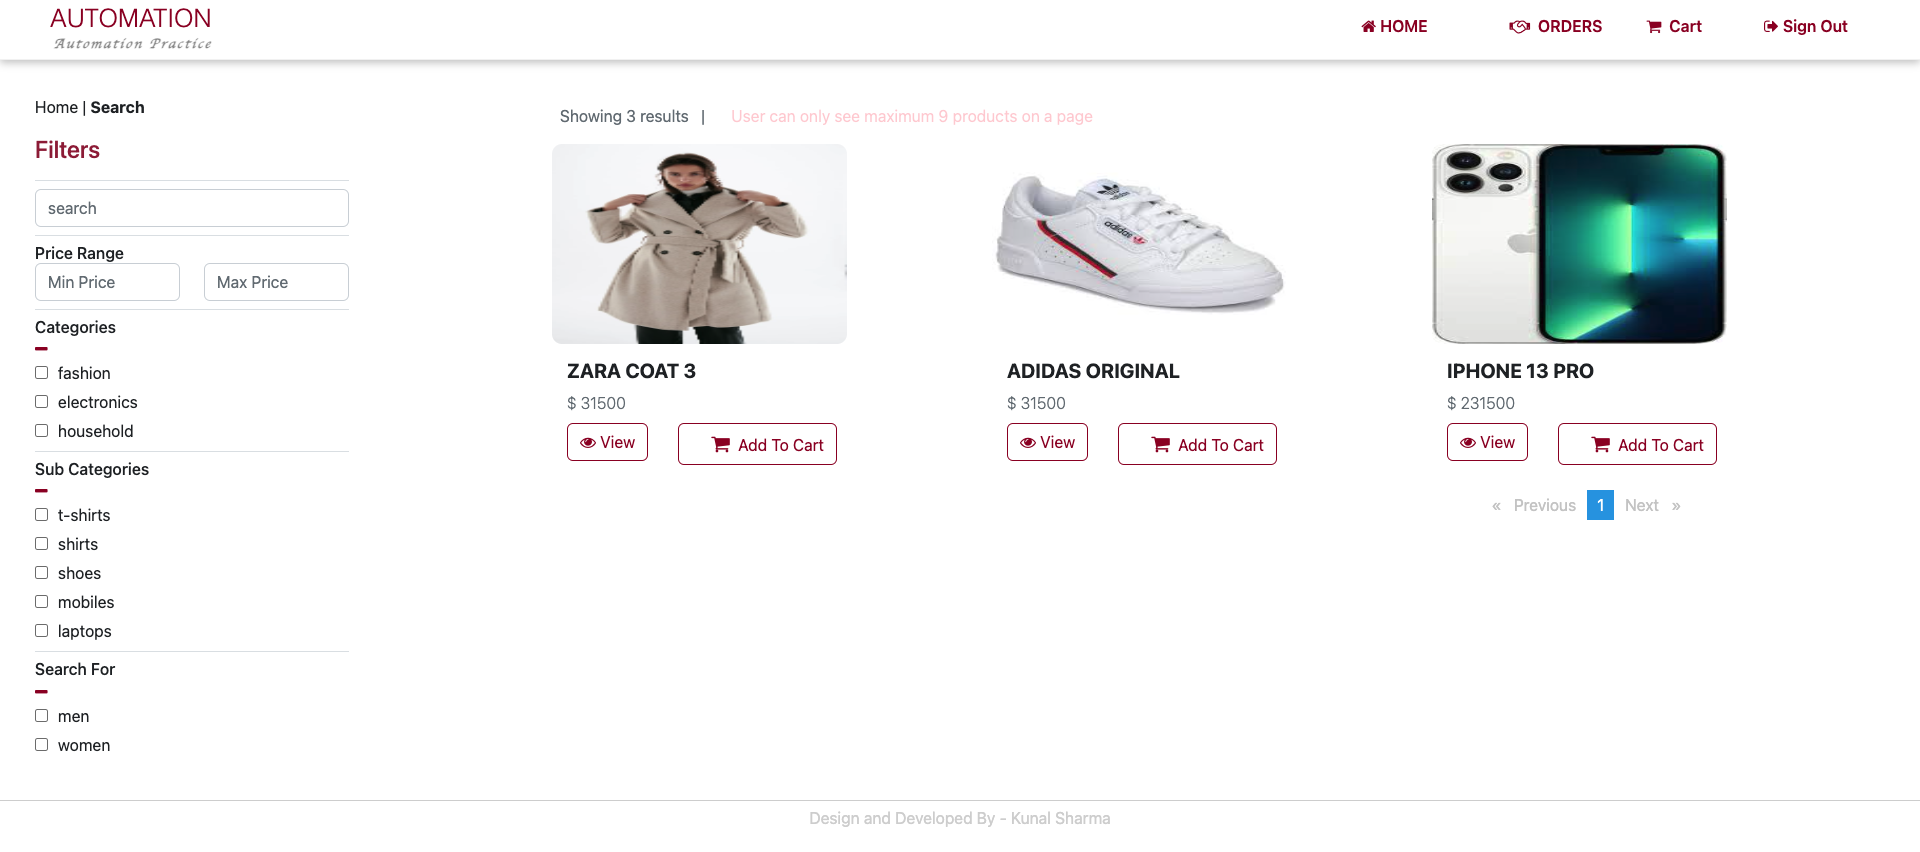 AUTOMATION
Automation Practice
HOME
ORDERS
Cart
Sign Out
Home | Search
Filters
search
Price Range
Min Price
Max Price
Categories
fashion
electronics
household
Sub Categories
t-shirts
shirts
shoes
mobiles
laptops
Search For
men
women
Showing 3 results |
User can only see maximum 9 products on a page
adidas
adidas
ZARA COAT 3
$ 31500
View
Add To Cart
ADIDAS ORIGINAL
$ 31500
View
Add To Cart
IPHONE 13 PRO
$ 231500
View
Add To Cart
« Previous 1 Next »
Design and Developed By - Kunal Sharma